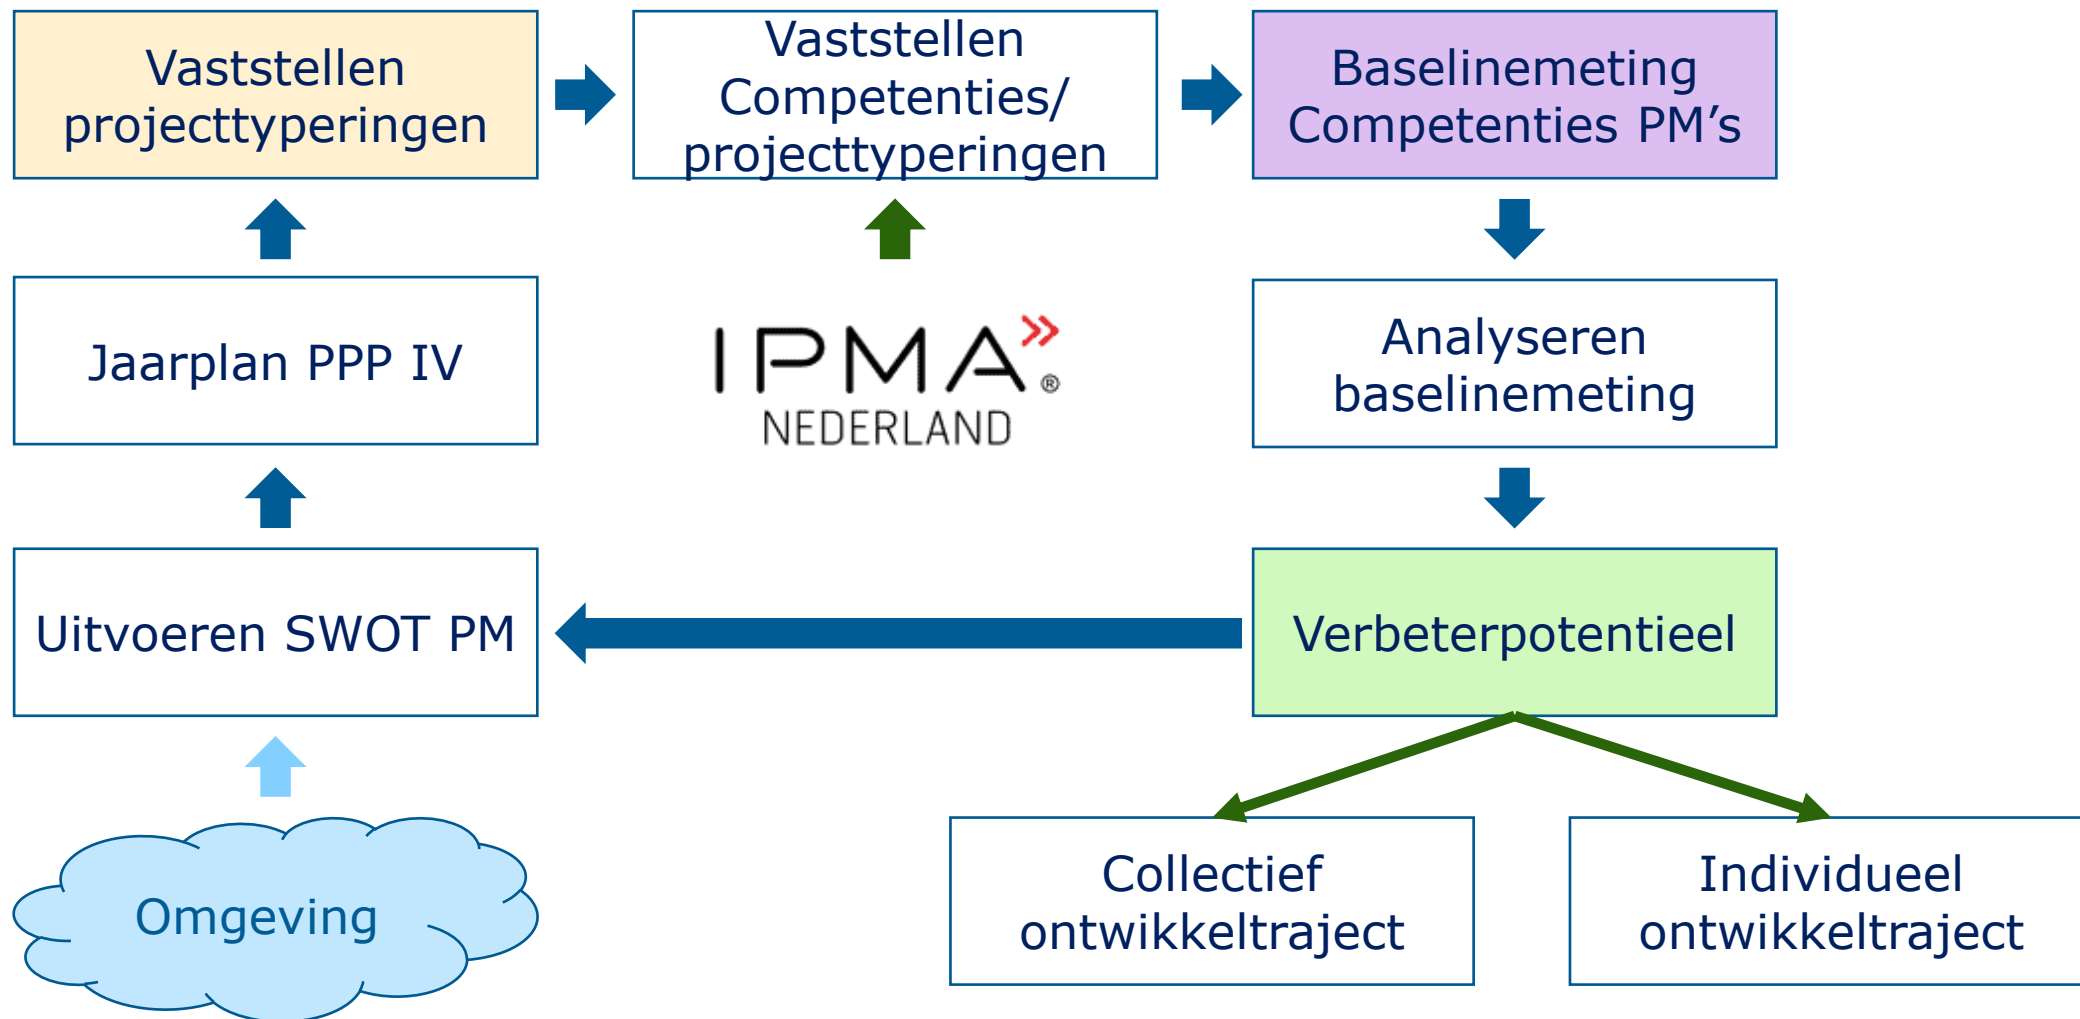 Vaststellen
projecttyperingen
Vaststellen
Competenties/
projecttyperingen
Baselinemeting
Competenties PM’s
Jaarplan PPP IV
IPMA®
NEDERLAND
Analyseren
baselinemeting
Uitvoeren SWOT PM
Verbeterpotentieel
Omgeving
Collectief
ontwikkeltraject
Individueel
ontwikkeltraject